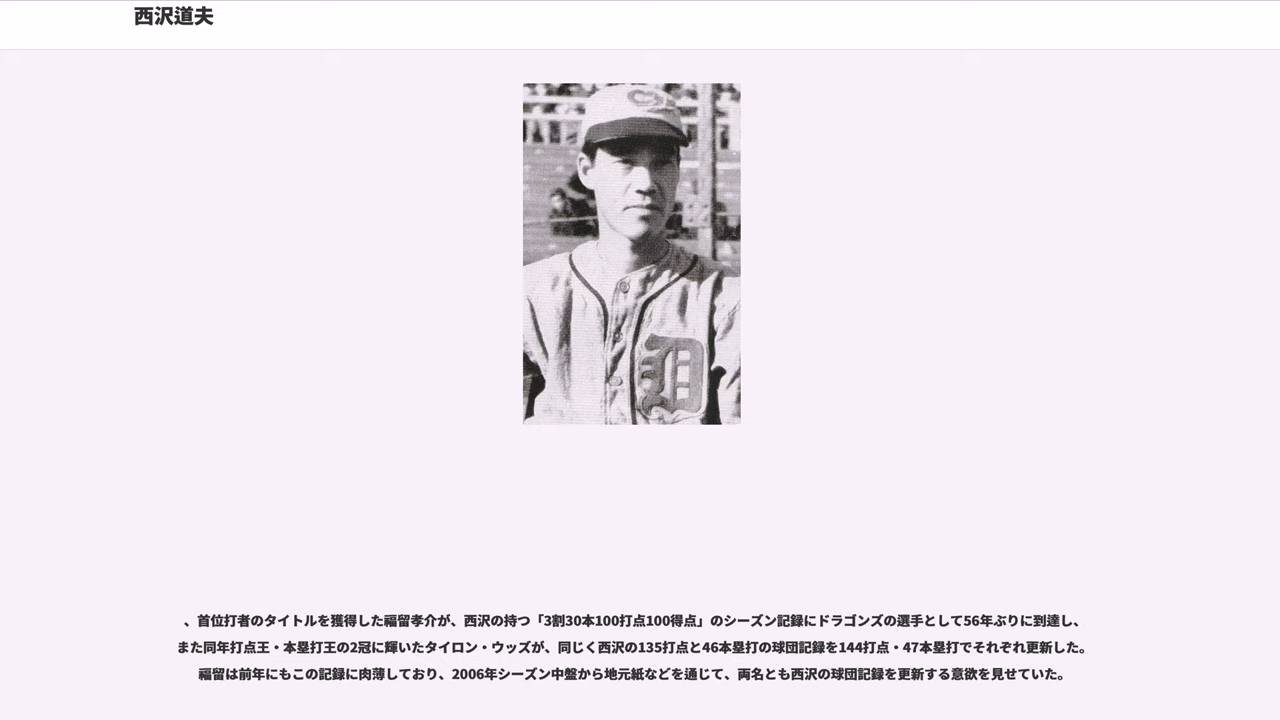 西沢道夫
D
、首位打者のタイトルを獲得した福留孝介が、西沢の持つ「3割30本100打点100得点」のシーズン記録にドラゴンズの選手として56年ぶりに到達し、
また同年打点王・本塁打王の2冠に輝いたタイロン・ウッズが、同じく西沢の135打点と46本塁打の球団記録を144打点・47本塁打でそれぞれ更新した。
福留は前年にもこの記録に肉薄しており、2006年シーズン中盤から地元紙などを通じて、両名とも西沢の球団記録を更新する意欲を見せていた。